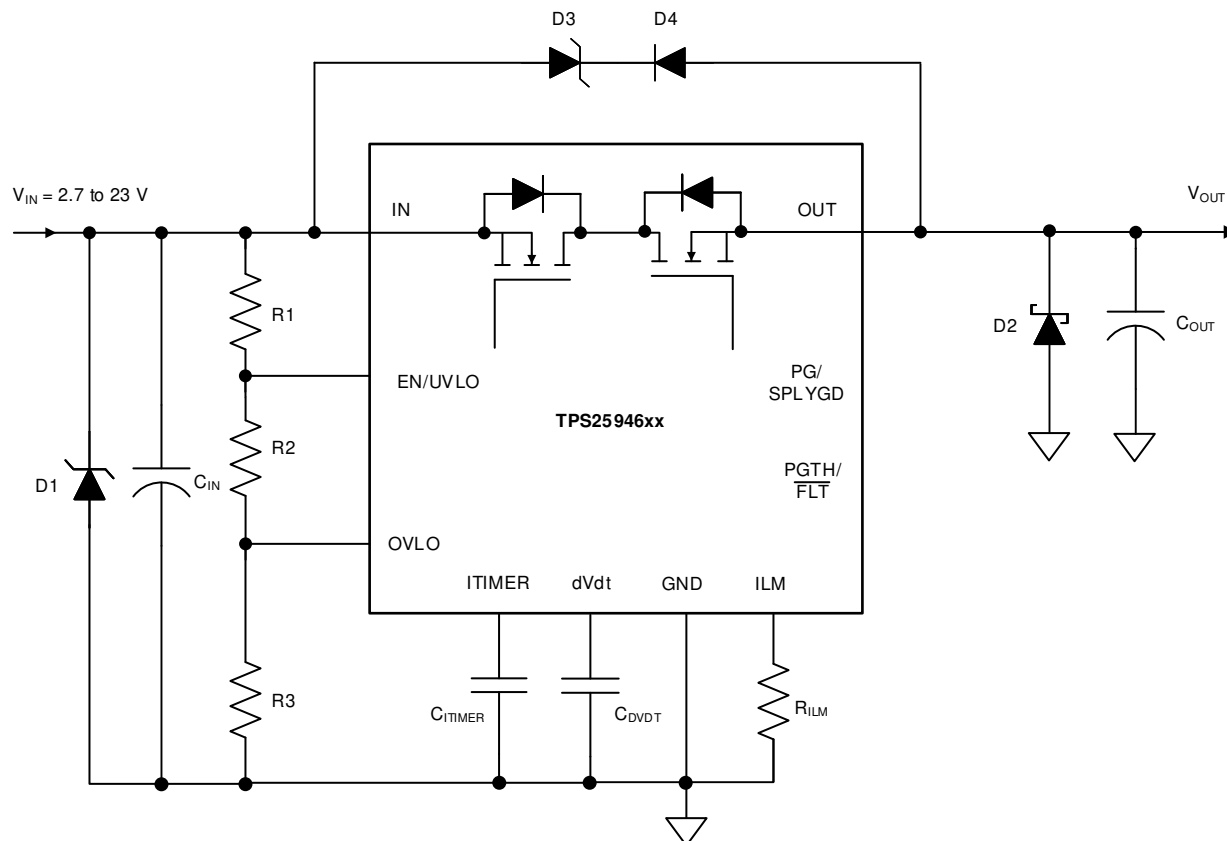 D3 D4
V_IN = 2.7 to 23 V
IN
OUT
V_OUT
R1
D2
C_OUT
EN/UVLO
PG/
SPLYGD
TPS25946xx
R2
D1
C_IN
PGTH/
FLT
OVLO
ITIMER dVdt GND ILM
R3
C_ITIMER
C_DVDT
R_ILM